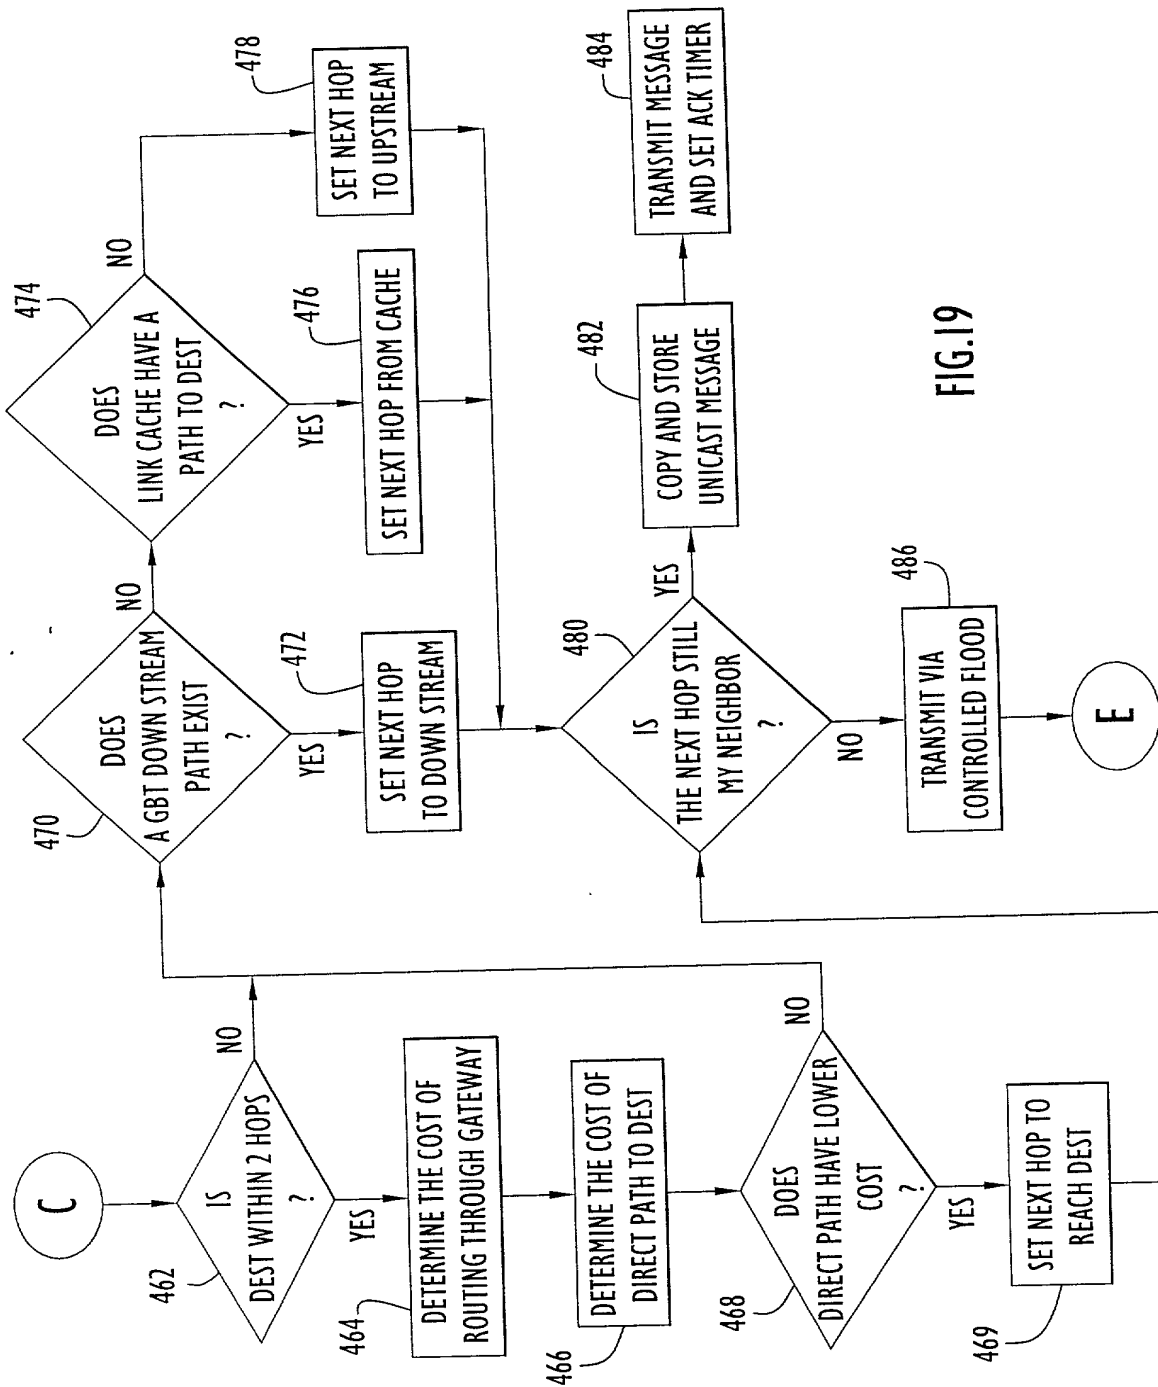 C
462
IS
DEST WITHIN 2 HOPS
?
NO
YES
464
DETERMINE THE COST OF
ROUTING THROUGH GATEWAY
466
DETERMINE THE COST OF
DIRECT PATH TO DEST
468
DOES
DIRECT PATH HAVE LOWER
COST
?
NO
YES
469
SET NEXT HOP TO
REACH DEST
470
DOES
A GBT DOWN STREAM
PATH EXIST
?
NO
YES
472
SET NEXT HOP
TO DOWN STREAM
474
DOES
LINK CACHE HAVE A
PATH TO DEST
?
NO
YES
476
SET NEXT HOP FROM CACHE
478
SET NEXT HOP
TO UPSTREAM
480
IS
THE NEXT HOP STILL
MY NEIGHBOR
?
YES
NO
482
COPY AND STORE
UNICAST MESSAGE
484
TRANSMIT MESSAGE
AND SET ACK TIMER
486
TRANSMIT VIA
CONTROLLED FLOOD
E
FIG.19